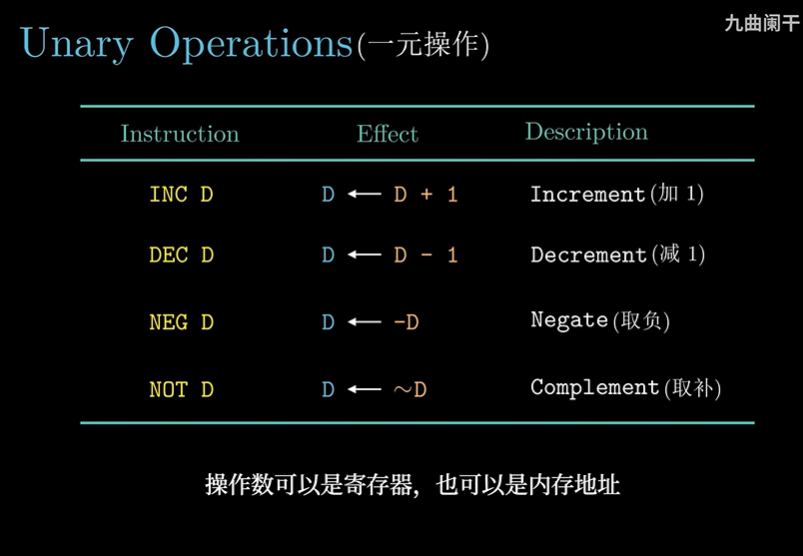 九曲阑干
Unary Operations(一元操作)
Instruction Effect Description
INC D D ← D + 1 Increment(加 1)
DEC D D ← D - 1 Decrement(减 1)
NEG D D ← -D Negate(取负)
NOT D D ← ~D Complement(取补)
操作数可以是寄存器，也可以是内存地址